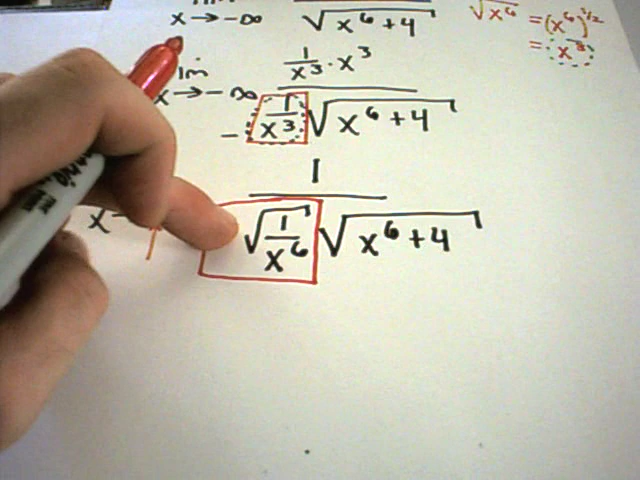 x → -∞ √(x⁶+4) √x⁶ = (x⁶)^1/2
= x³
lim 1/x³ · x³
x → -∞ - 1/x³ √(x⁶+4)
1
x → √(1/x⁶) √(x⁶+4)